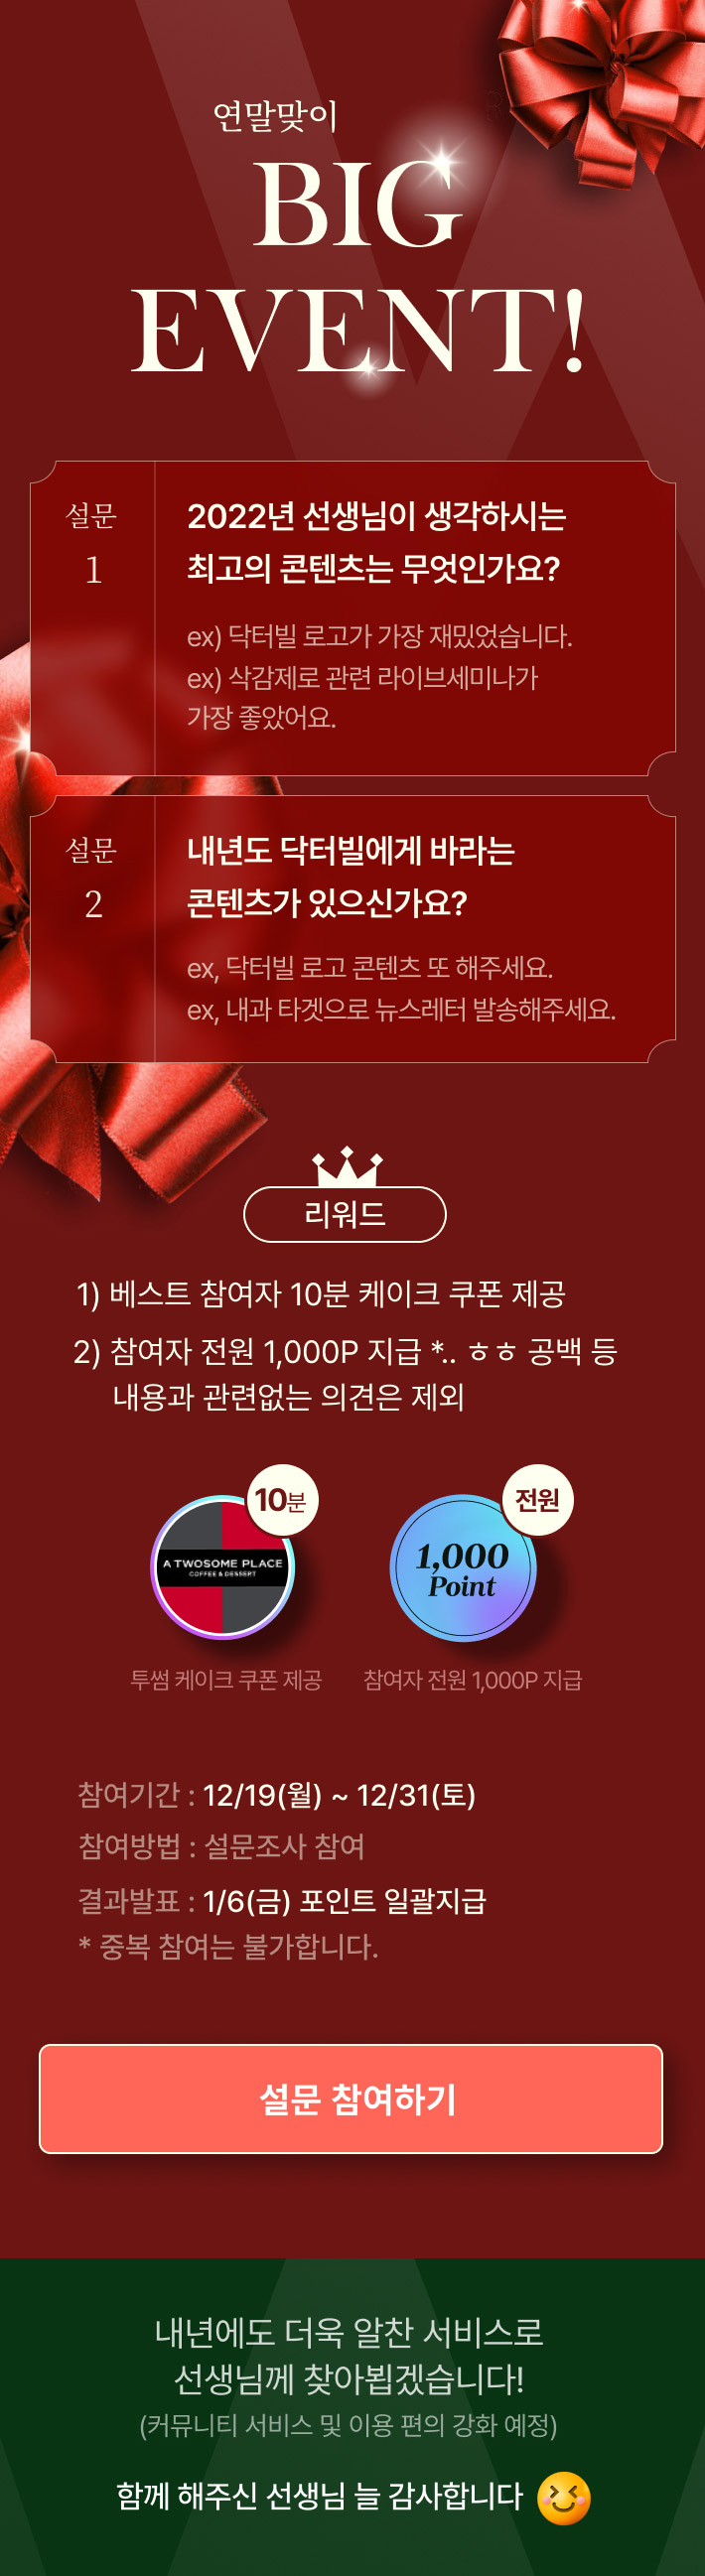 연말맞이
BIG
EVENT!
설문
1
2022년 선생님이 생각하시는
최고의 콘텐츠는 무엇인가요?
ex) 닥터빌 로고가 가장 재밌었습니다.
ex) 삭감제로 관련 라이브세미나가
가장 좋았어요.
설문
2
내년도 닥터빌에게 바라는
콘텐츠가 있으신가요?
ex, 닥터빌 로고 콘텐츠 또 해주세요.
ex, 내과 타겟으로 뉴스레터 발송해주세요.
리워드
1) 베스트 참여자 10분 케이크 쿠폰 제공
2) 참여자 전원 1,000P 지급 *.. ㅎㅎ 공백 등
내용과 관련없는 의견은 제외
10분
A TWOSOME PLACE
COFFEE & DESSERT
투썸 케이크 쿠폰 제공
전원
1,000
Point
참여자 전원 1,000P 지급
참여기간 : 12/19(월) ~ 12/31(토)
참여방법 : 설문조사 참여
결과발표 : 1/6(금) 포인트 일괄지급
* 중복 참여는 불가합니다.
설문 참여하기
내년에도 더욱 알찬 서비스로
선생님께 찾아뵙겠습니다!
(커뮤니티 서비스 및 이용 편의 강화 예정)
함께 해주신 선생님 늘 감사합니다